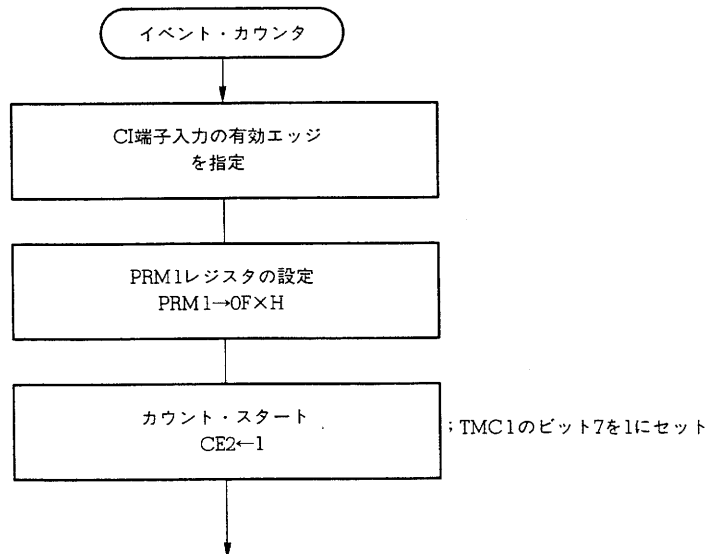 イベント・カウンタ
CI端子入力の有効エッジ
を指定
PRM1レジスタの設定
PRM1→0F×H
カウント・スタート
CE2←1
;TMC1のビット7を1にセット